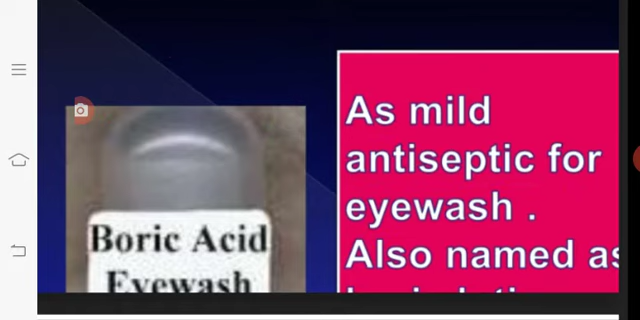 Boric Acid
Eyewash
As mild
antiseptic for
eyewash .
Also named as